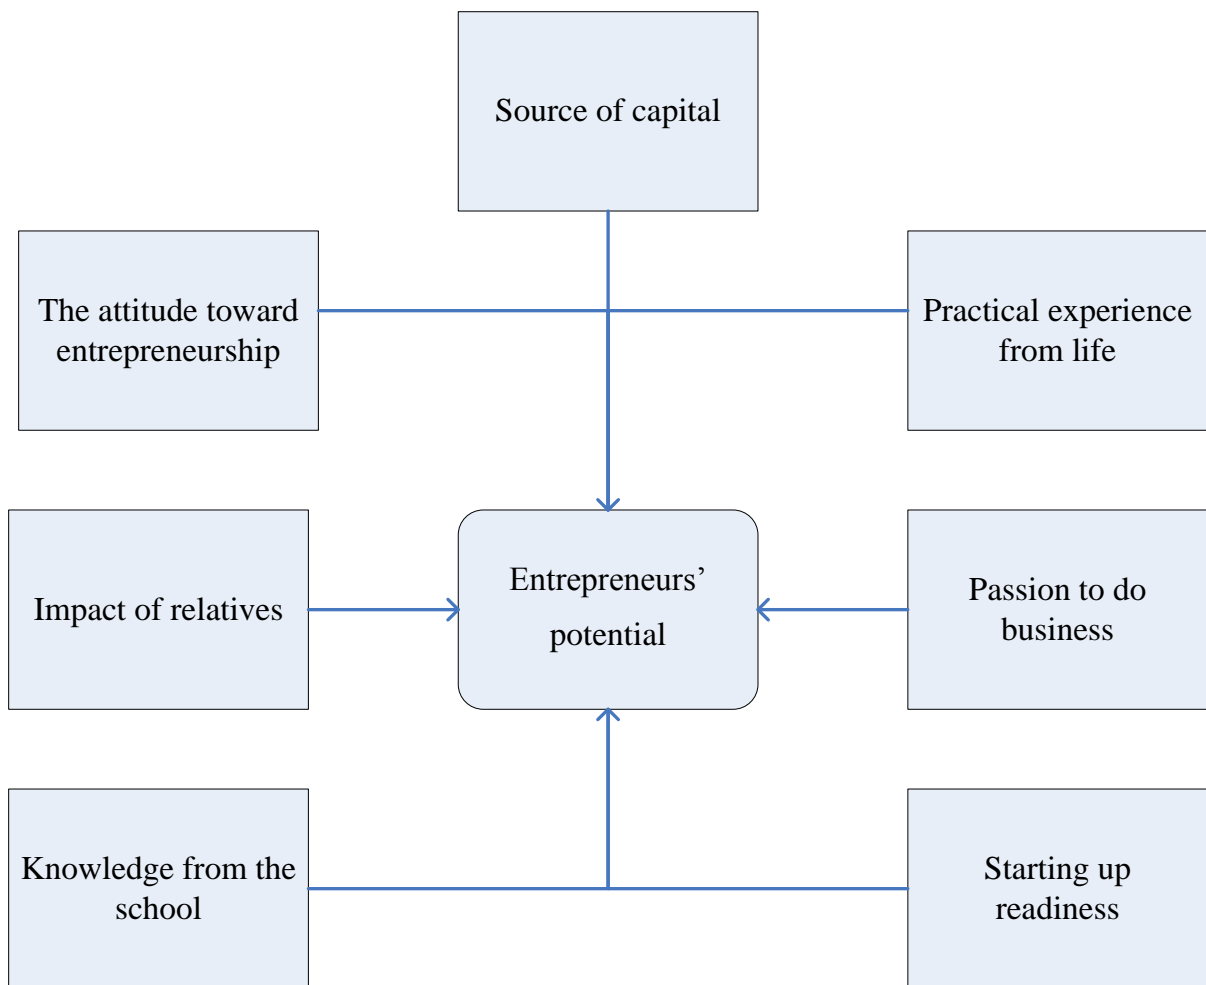 Source of capital
The attitude toward
entrepreneurship
Practical experience
from life
Impact of relatives
Entrepreneurs’
potential
Passion to do
business
Knowledge from the
school
Starting up
readiness